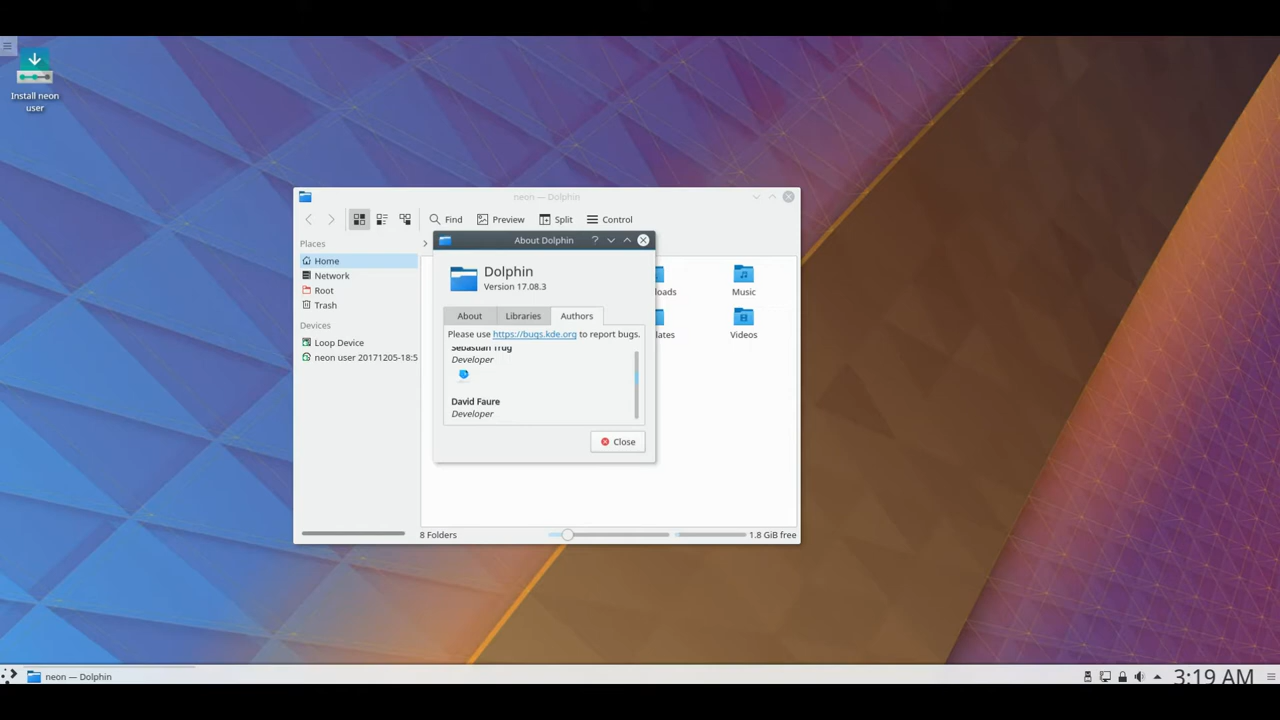 Install neon
user
neon — Dolphin
Find
Preview
Split
Control
Places
Home
Network
Root
Trash
Devices
Loop Device
neon user 20171205-18:5
About Dolphin
Dolphin
Version 17.08.3
About
Libraries
Authors
Please use https://bugs.kde.org to report bugs.
Sebastian Trüg
Developer
David Faure
Developer
Close
loads
Music
lates
Videos
8 Folders
1.8 GiB free
neon — Dolphin
3:19 AM